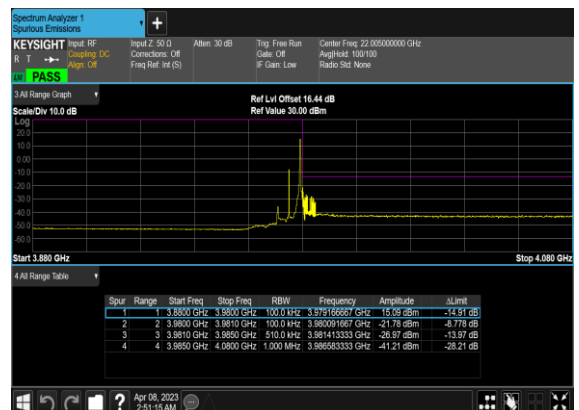 Spectrum Analyzer 1
Spurious Emissions
+
KEYSIGHT Input: RF Input Z: 50 Ω Atten: 30 dB Trig: Free Run Center Freq: 22.005000000 GHz
R T Coupling: DC Corrections: Off Gate: Off Avg|Hold: 100/100
Align: Off Freq Ref: Int (S) IF Gain: Low Radio Std: None
PASS
3 All Range Graph
Ref Lvl Offset 16.44 dB
Scale/Div 10.0 dB Ref Value 30.00 dBm
Log
20.0
10.0
0.00
-10.0
-20.0
-30.0
-40.0
-50.0
-60.0
Start 3.880 GHz Stop 4.080 GHz
4 All Range Table
Spur Range Start Freq Stop Freq RBW Frequency Amplitude ΔLimit
1 1 3.8800 GHz 3.9800 GHz 100.0 kHz 3.979166667 GHz 15.09 dBm -14.91 dB
2 2 3.9800 GHz 3.9810 GHz 100.0 kHz 3.980091667 GHz -21.78 dBm -8.778 dB
3 3 3.9810 GHz 3.9850 GHz 510.0 kHz 3.981413333 GHz -26.97 dBm -13.97 dB
4 4 3.9850 GHz 4.0800 GHz 1.000 MHz 3.986583333 GHz -41.21 dBm -28.21 dB
? Apr 08, 2023
2:51:15 AM